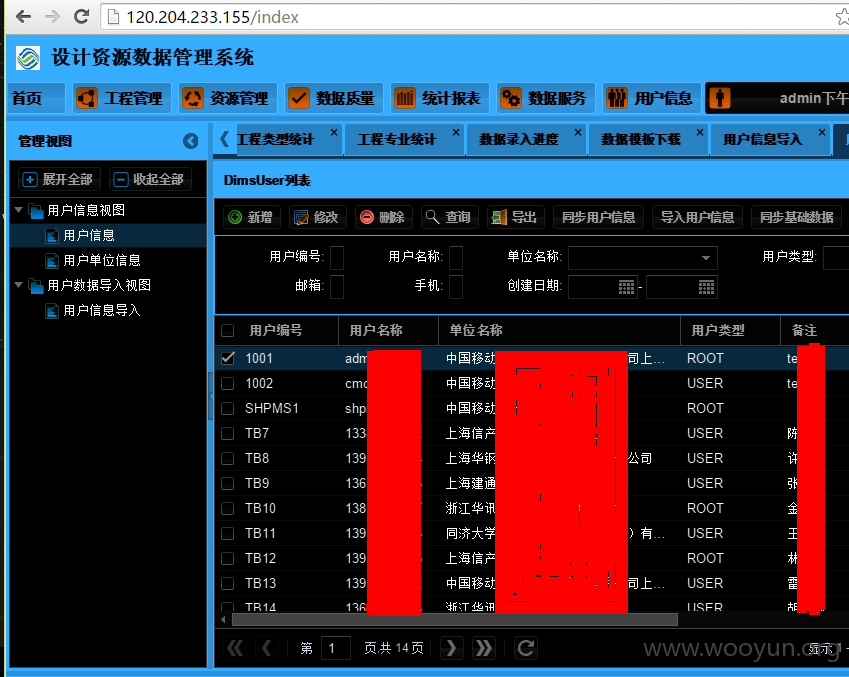 120.204.233.155/index
设计资源数据管理系统
首页 工程管理 资源管理 数据质量 统计报表 数据服务 用户信息 admin下午
管理视图
工程类型统计 × 工程专业统计 × 数据录入进度 × 数据模板下载 × 用户信息导入 ×
展开全部 收起全部
DimsUser列表
用户信息视图
用户信息
用户单位信息
用户数据导入视图
用户信息导入
新增 修改 删除 查询 导出 同步用户信息 导入用户信息 同步基础数据
用户编号: 用户名称: 单位名称: 用户类型:
邮箱: 手机: 创建日期: -
用户编号 用户名称 单位名称 用户类型 备注
1001 adm 中国移动 司上... ROOT te
1002 cmc 中国移动 USER te
SHPMS1 shp 中国移动 ROOT
TB7 133 上海信产 USER 陈
TB8 139 上海华钢 公司 USER 许
TB9 136 上海建通 USER 张
TB10 138 浙江华讯 ROOT 金
TB11 139 同济大学 ）有... USER 王
TB12 139 上海信产 ROOT 林
TB13 139 中国移动 司上... USER 雷
TB14 136 浙江华讯 USER 胡
第 1 页,共 14 页 显示 1 -
www.wooyun.org